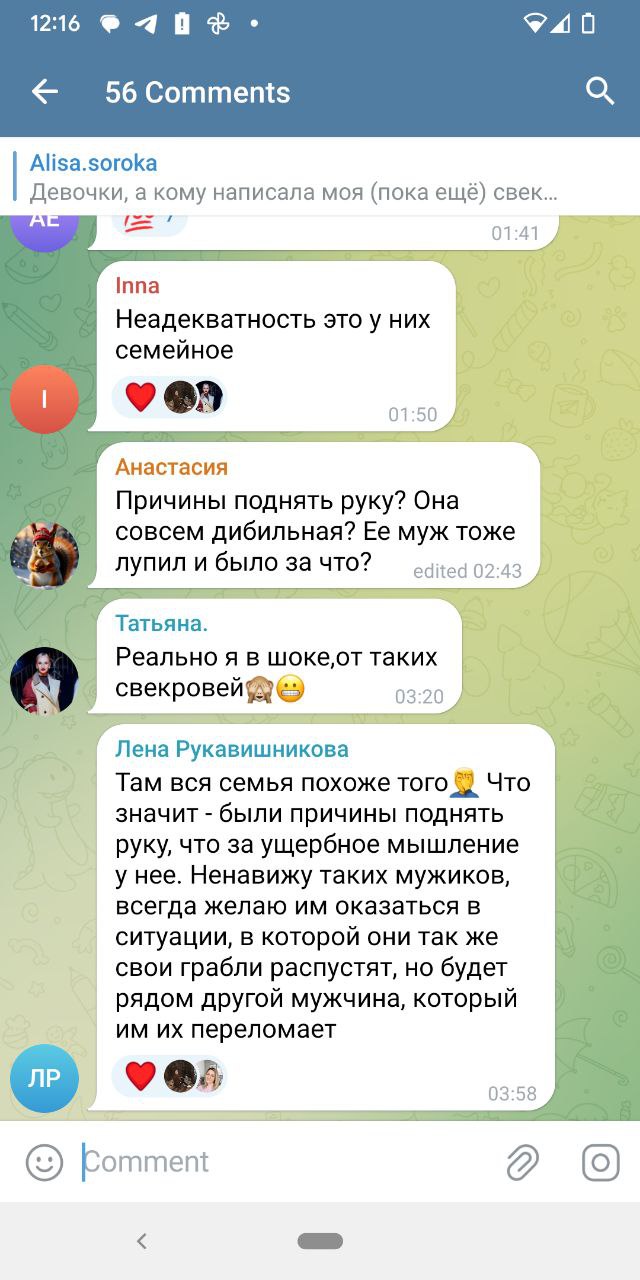 12:16
56 Comments
Alisa.soroka
Девочки, а кому написала моя (пока ещё) свек...
AE
7
01:41
Inna
Неадекватность это у них
семейное
I
01:50
Анастасия
Причины поднять руку? Она
совсем дибильная? Ее муж тоже
лупил и было за что?
edited 02:43
Татьяна.
Реально я в шоке,от таких
свекровей🙈😬
03:20
Лена Рукавишникова
Там вся семья похоже того🤦‍♂️ Что
значит - были причины поднять
руку, что за ущербное мышление
у нее. Ненавижу таких мужиков,
всегда желаю им оказаться в
ситуации, в которой они так же
свои грабли распустят, но будет
рядом другой мужчина, который
им их переломает
ЛР
03:58
Comment